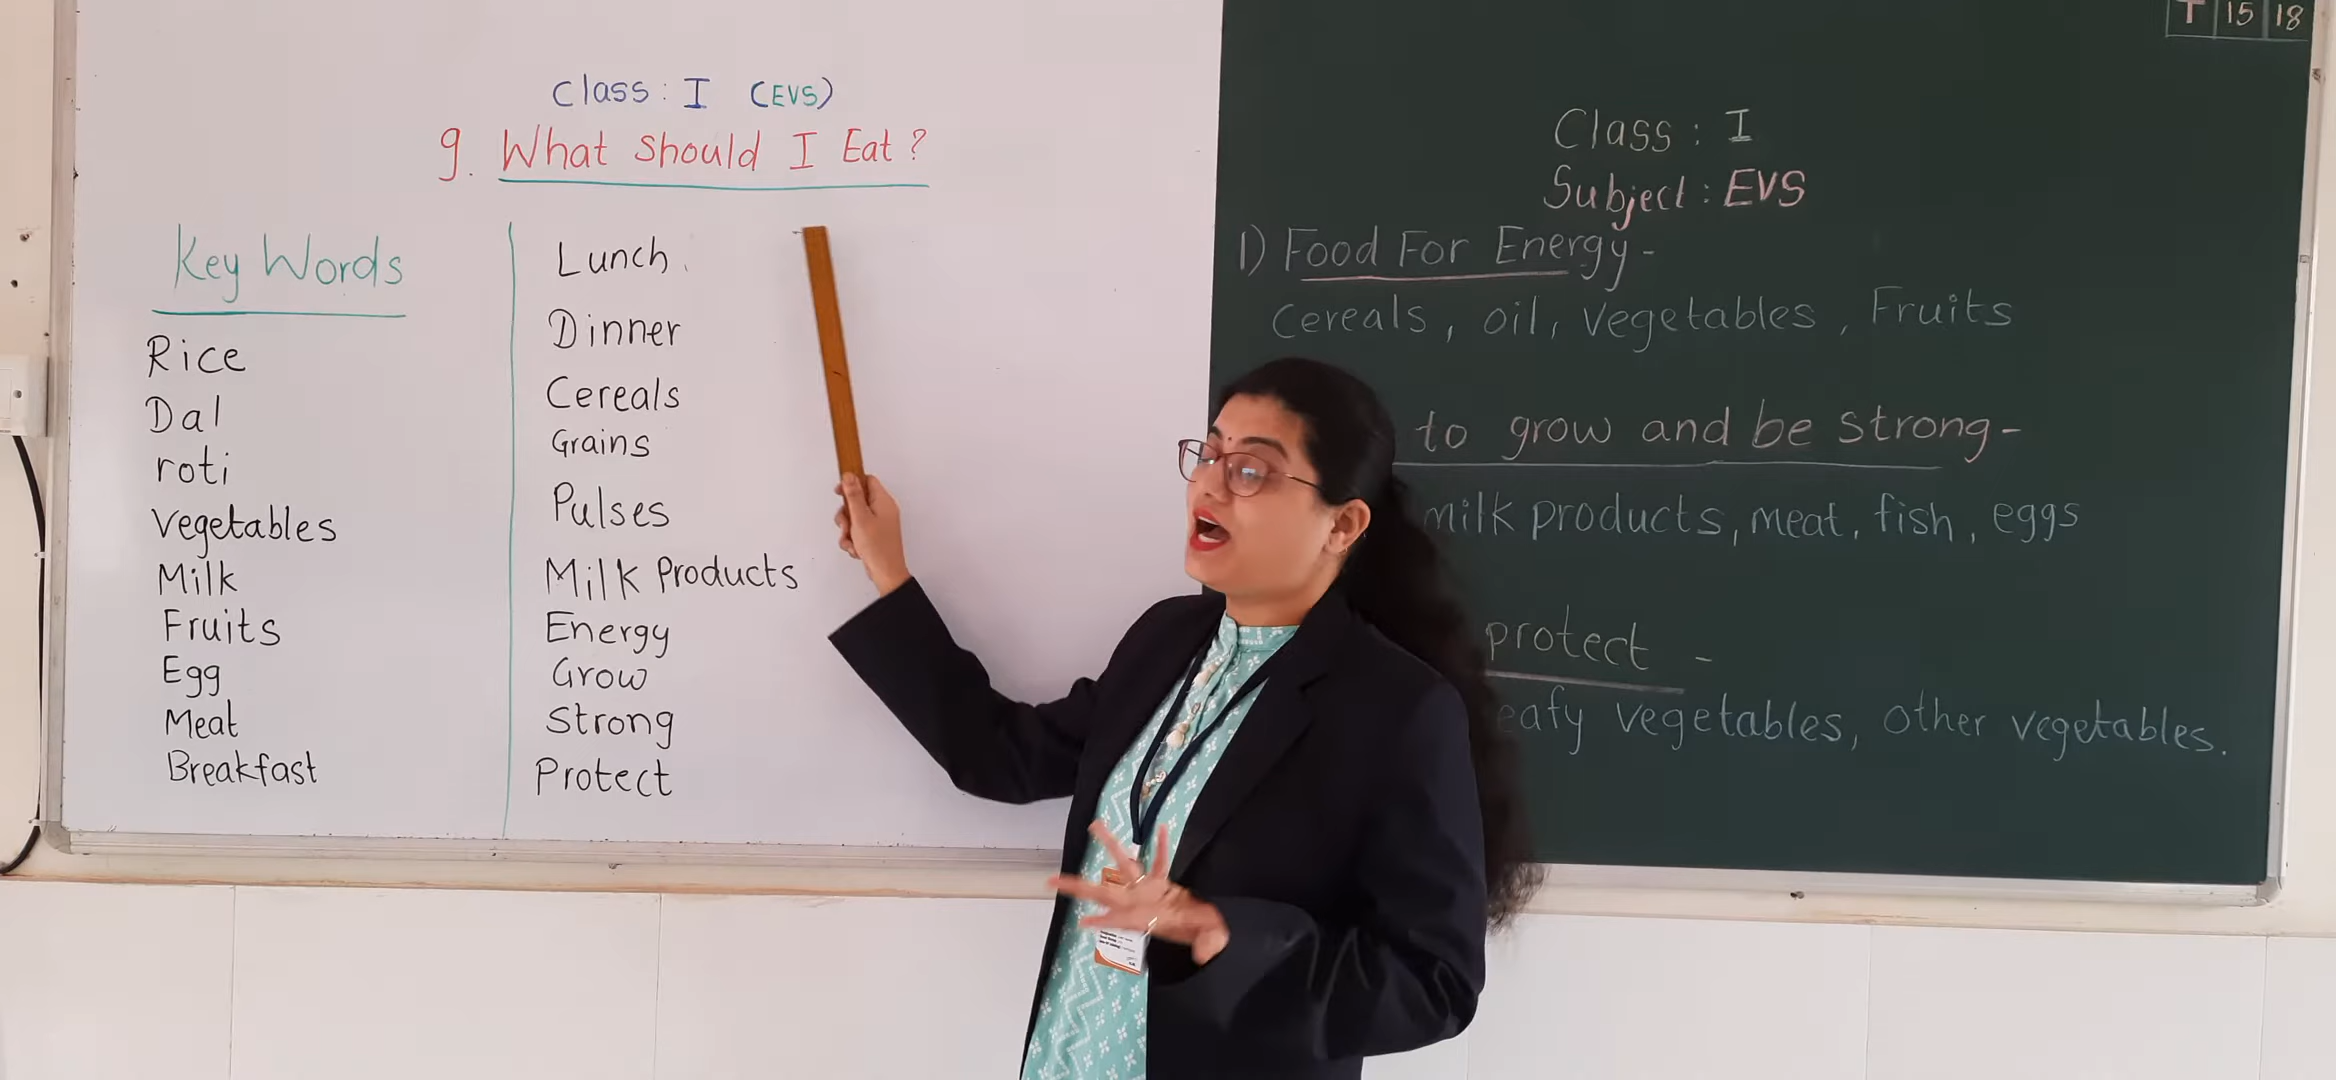 Class : I (EVS)
9. What should I Eat ?
Key Words
Rice
Dal
roti
vegetables
Milk
Fruits
Egg
Meat
Breakfast
Lunch
Dinner
Cereals
Grains
Pulses
Milk Products
Energy
Grow
Strong
Protect
T 15 18
Class : I
Subject : EVS
1) Food For Energy -
Cereals, oil, vegetables, Fruits
to grow and be strong -
milk products, meat, fish, eggs
protect -
vegetables, other vegetables.